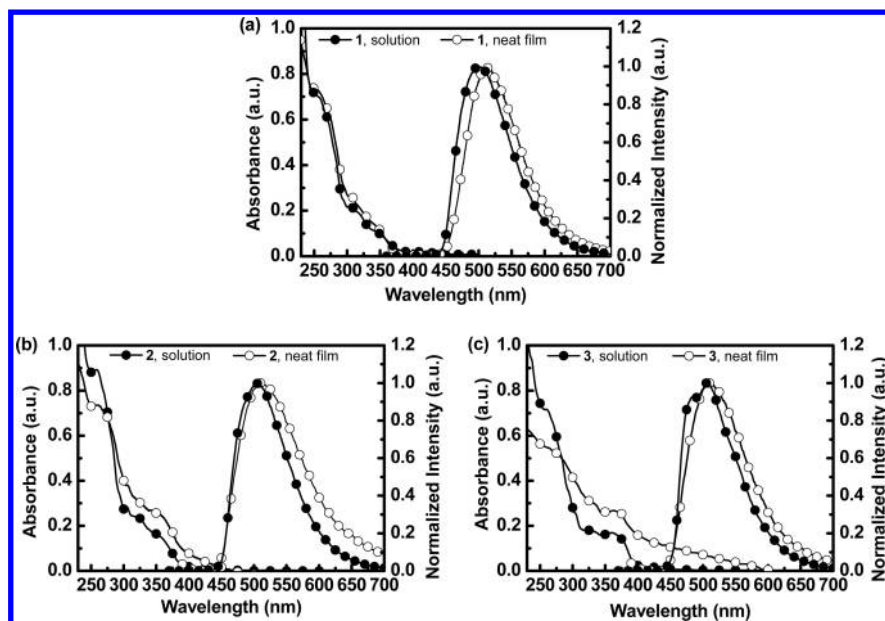 (a)
1, solution 1, neat film
Absorbance (a.u.)
1.0
0.8
0.6
0.4
0.2
0.0
1.2
1.0
0.8
0.6
0.4
0.2
0.0
Normalized Intensity (a.u.)
250 300 350 400 450 500 550 600 650 700
Wavelength (nm)
(b)
2, solution 2, neat film
Absorbance (a.u.)
1.0
0.8
0.6
0.4
0.2
0.0
1.2
1.0
0.8
0.6
0.4
0.2
0.0
Normalized Intensity (a.u.)
250 300 350 400 450 500 550 600 650 700
Wavelength (nm)
(c)
3, solution 3, neat film
Absorbance (a.u.)
1.0
0.8
0.6
0.4
0.2
0.0
1.2
1.0
0.8
0.6
0.4
0.2
0.0
Normalized Intensity (a.u.)
250 300 350 400 450 500 550 600 650 700
Wavelength (nm)